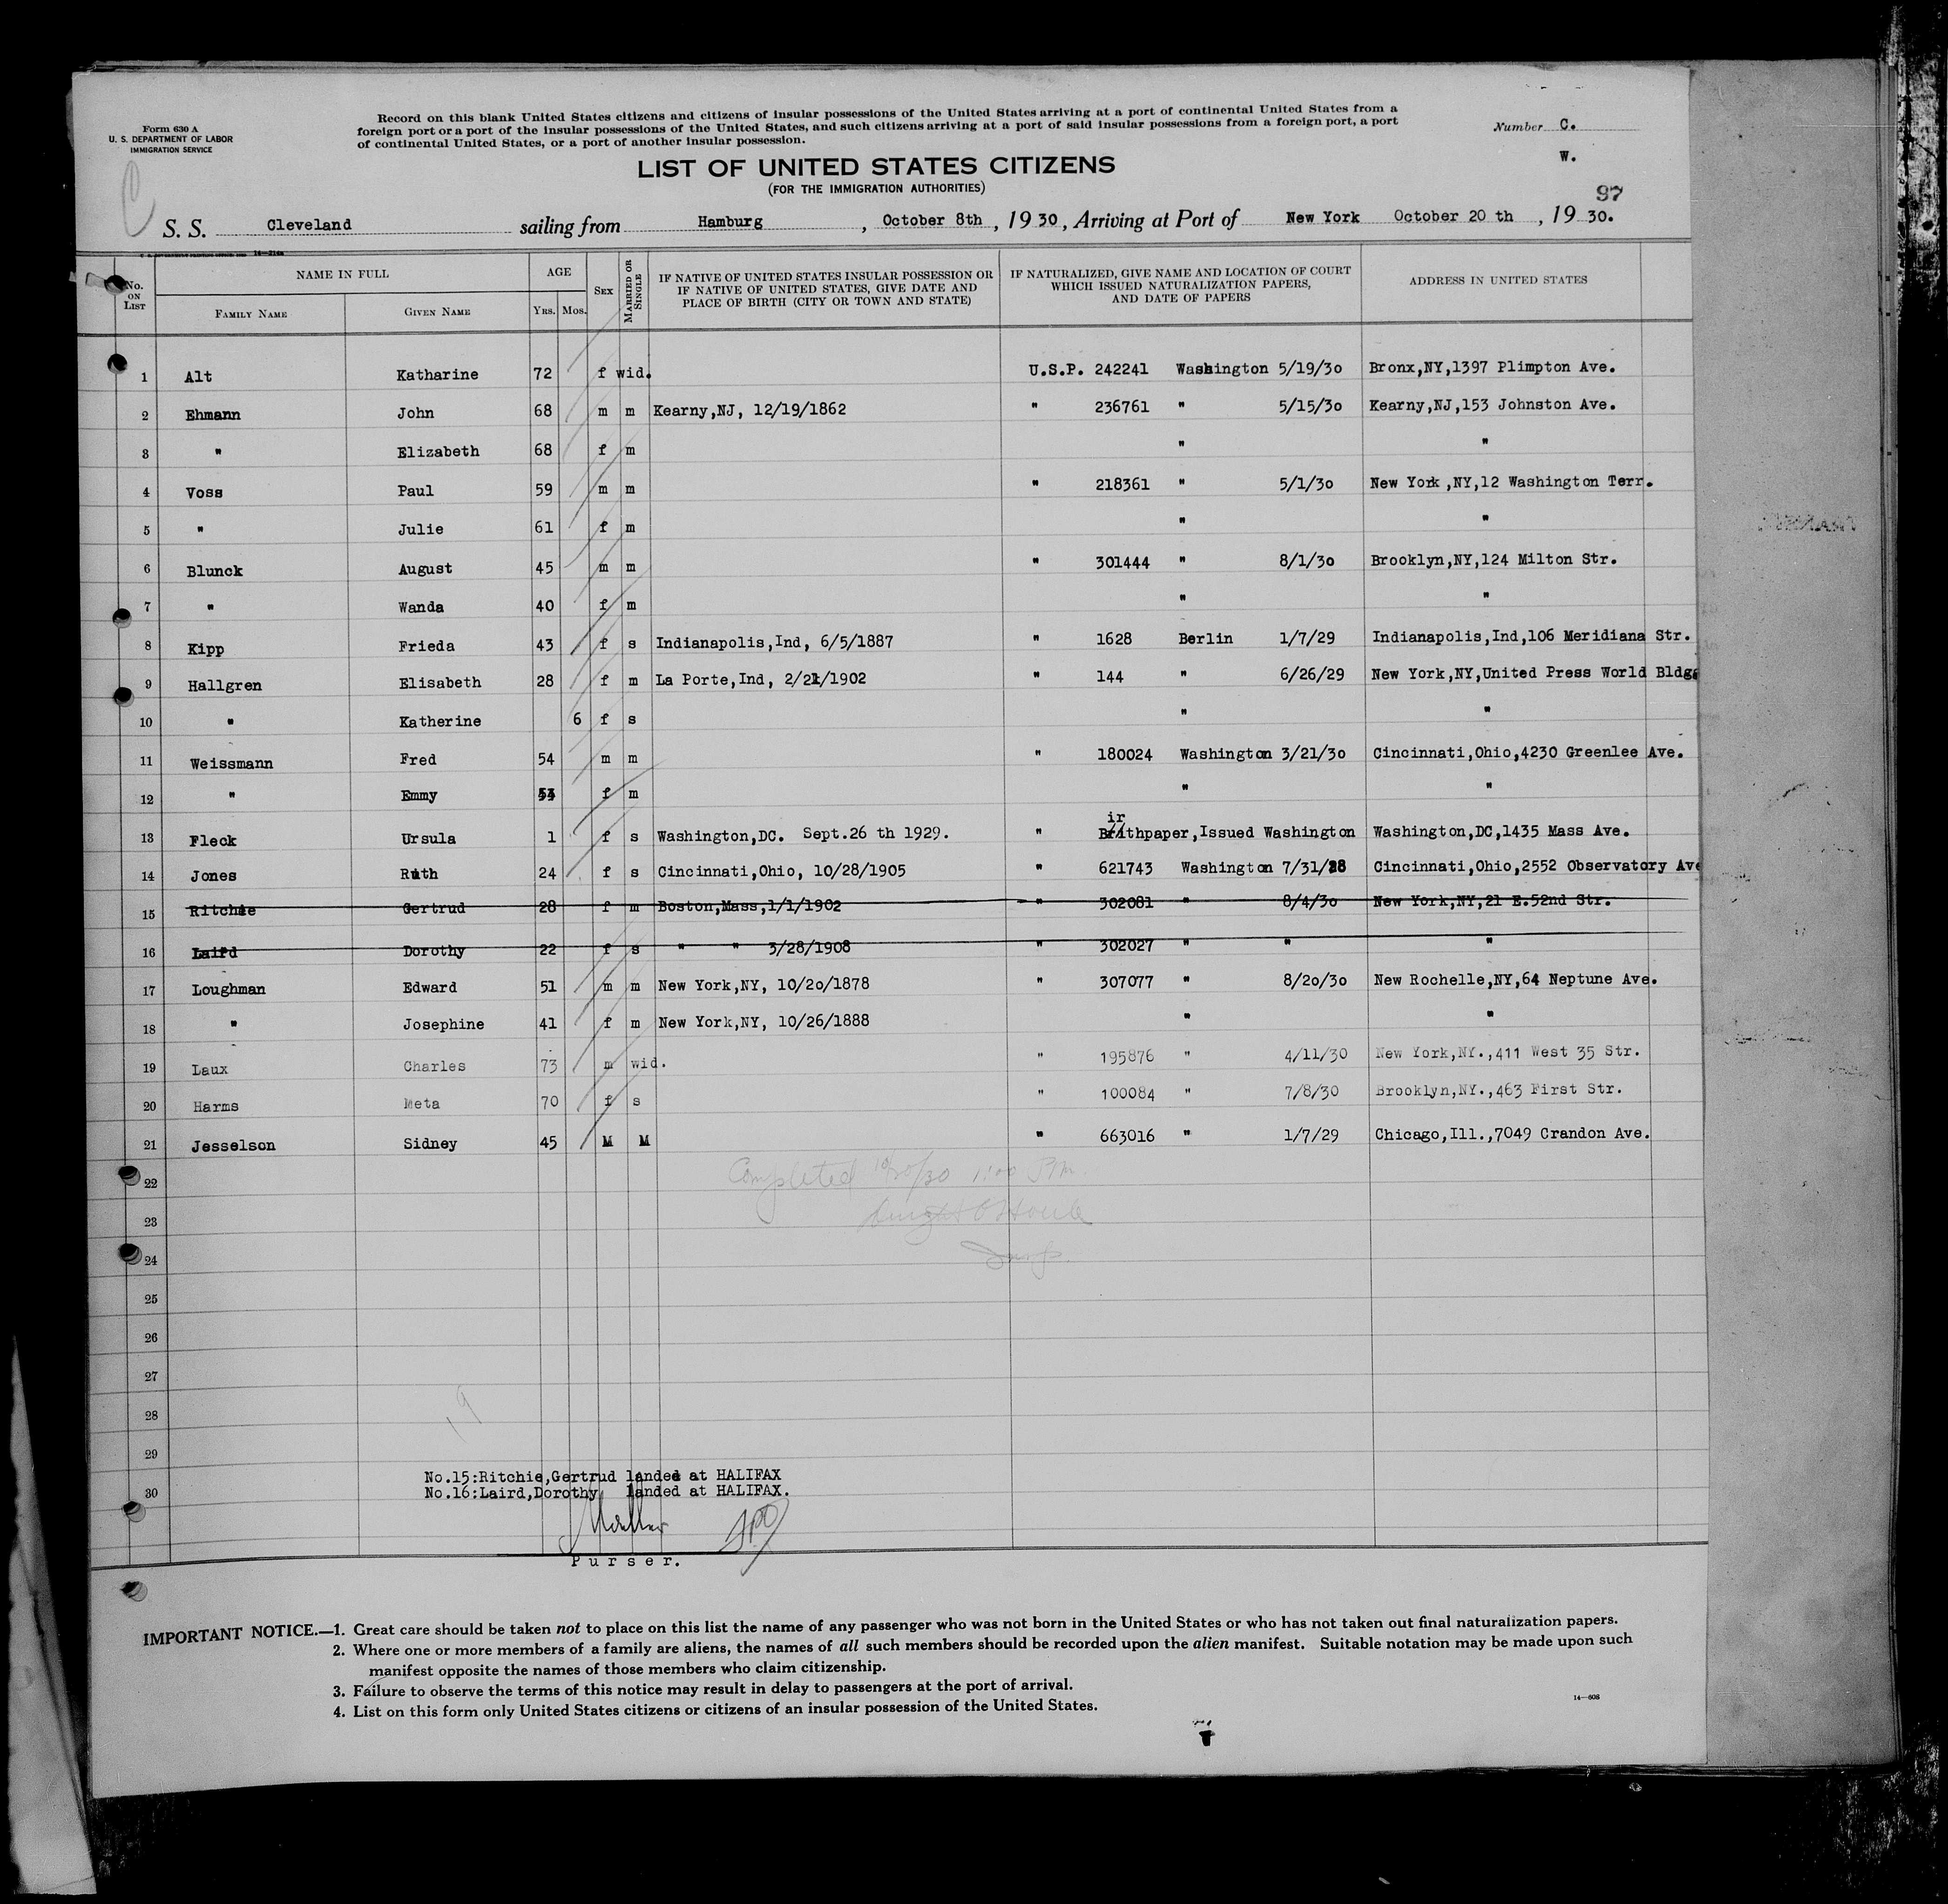 Form 630 A
U. S. DEPARTMENT OF LABOR
IMMIGRATION SERVICE
Record on this blank United States citizens and citizens of insular possessions of the United States arriving at a port of continental United States from a
foreign port or a port of the insular possessions of the United States, and such citizens arriving at a port of said insular possessions from a foreign port, a port
of continental United States, or a port of another insular possession.
Number C.
W.
LIST OF UNITED STATES CITIZENS
(FOR THE IMMIGRATION AUTHORITIES)
97
S. S. Cleveland sailing from Hamburg, October 8th, 1930, Arriving at Port of New York October 20 th, 1930.
No. ON LIST NAME IN FULL FAMILY NAME GIVEN NAME AGE YRS. MOS. SEX MARRIED OR SINGLE IF NATIVE OF UNITED STATES INSULAR POSSESSION OR IF NATIVE OF UNITED STATES, GIVE DATE AND PLACE OF BIRTH (CITY OR TOWN AND STATE) IF NATURALIZED, GIVE NAME AND LOCATION OF COURT WHICH ISSUED NATURALIZATION PAPERS, AND DATE OF PAPERS ADDRESS IN UNITED STATES
1 Alt Katharine 72 f wid. U.S.P. 242241 Washington 5/19/30 Bronx,NY,1397 Plimpton Ave.
2 Ehmann John 68 m m Kearny,NJ, 12/19/1862 " 236761 " 5/15/30 Kearny,NJ,153 Johnston Ave.
3 " Elizabeth 68 f m " "
4 Voss Paul 59 m m " 218361 " 5/1/30 New York ,NY,12 Washington Terr.
5 " Julie 61 f m " "
6 Blunck August 45 m m " 301444 " 8/1/30 Brooklyn,NY,124 Milton Str.
7 " Wanda 40 f m " "
8 Kipp Frieda 43 f s Indianapolis,Ind, 6/5/1887 " 1628 Berlin 1/7/29 Indianapolis,Ind,106 Meridiana Str.
9 Hallgren Elisabeth 28 f m La Porte,Ind, 2/21/1902 " 144 " 6/26/29 New York,NY,United Press World Bldg.
10 " Katherine 6 f s " "
11 Weissmann Fred 54 m m " 180024 Washington 3/21/30 Cincinnati,Ohio,4230 Greenlee Ave.
12 " Emmy f m " "
13 Fleck Ursula 1 f s Washington,DC. Sept.26 th 1929. " Birthpaper,Issued Washington Washington,DC,1435 Mass Ave.
14 Jones Ruth 24 f s Cincinnati,Ohio, 10/28/1905 " 621743 Washington 7/31/28 Cincinnati,Ohio,2552 Observatory Ave
15 Ritchie Gertrud 28 f m Boston,Mass,1/1/1902 " 302081 " 8/4/30 New York,NY,21 E.52nd Str.
16 Laird Dorothy 22 f s " " 3/28/1908 " 302027 " " "
17 Loughman Edward 51 m m New York,NY, 10/20/1878 " 307077 " 8/20/30 New Rochelle,NY,64 Neptune Ave.
18 " Josephine 41 f m New York,NY, 10/26/1888 " "
19 Laux Charles 73 m wid. " 195876 " 4/11/30 New York,NY.,411 West 35 Str.
20 Harms Meta 70 f s " 100084 " 7/8/30 Brooklyn,NY.,463 First Str.
21 Jesselson Sidney 45 M M " 663016 " 1/7/29 Chicago,Ill.,7049 Crandon Ave.
22 Completed 10/20/30 1:00 P.M.
23
24
25
26
27
28
29
No.15:Ritchie,Gertrud landed at HALIFAX
30 No.16:Laird,Dorothy landed at HALIFAX.
Purser.
IMPORTANT NOTICE.—1. Great care should be taken not to place on this list the name of any passenger who was not born in the United States or who has not taken out final naturalization papers.
2. Where one or more members of a family are aliens, the names of all such members should be recorded upon the alien manifest. Suitable notation may be made upon such
manifest opposite the names of those members who claim citizenship.
3. Failure to observe the terms of this notice may result in delay to passengers at the port of arrival.
4. List on this form only United States citizens or citizens of an insular possession of the United States.
14—608